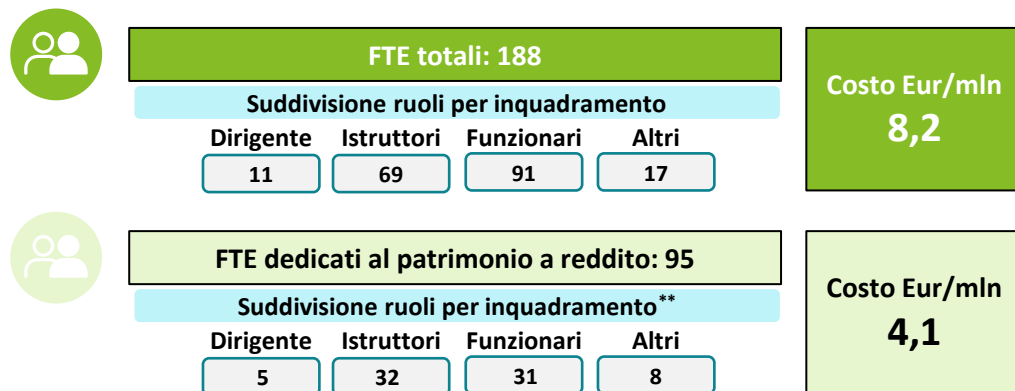 FTE totali: 188
Suddivisione ruoli per inquadramento
Dirigente Istruttori Funzionari Altri
11 69 91 17
Costo Eur/mln
8,2
FTE dedicati al patrimonio a reddito: 95
Suddivisione ruoli per inquadramento**
Dirigente Istruttori Funzionari Altri
5 32 31 8
Costo Eur/mln
4,1